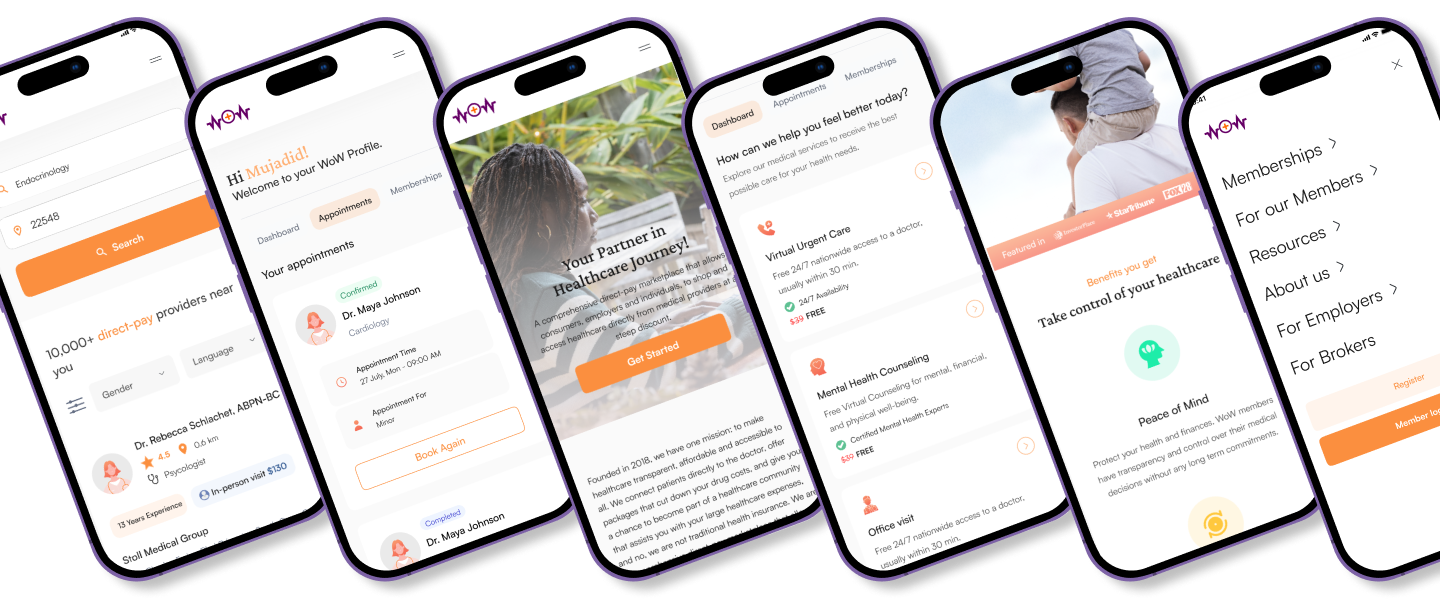 Endocrinology
22548
Search
10,000+ direct-pay providers near
you
Gender
Language
Dr. Rebecca Schlachet, ABPN-BC
4.5
0.6 km
Psycologist
13 Years Experience
In-person visit $130
Stoll Medical Group
WOW
Hi Mujadid!
Welcome to your WoW Profile.
Dashboard
Appointments
Memberships
Your appointments
Confirmed
Dr. Maya Johnson
Cardiology
Appointment Time
27 July, Mon - 09:00 AM
Appointment For
Minor
Book Again
Completed
Dr. Maya Johnson
WOW
Your Partner in
Healthcare Journey!
A comprehensive direct-pay marketplace that allows
consumers, employers and individuals, to shop and
access healthcare directly from medical providers at a
steep discount.
Get Started
Founded in 2018, we have one mission: to make
healthcare transparent, affordable and accessible to
all. We connect patients directly to the doctor, offer
packages that cut down your drug costs, and give you
a chance to become part of a healthcare community
that assists you with your large healthcare expenses,
and no, we are not traditional health insurance. We are
Dashboard
Appointments
Memberships
How can we help you feel better today?
Explore our medical services to receive the best
possible care for your health needs.
Virtual Urgent Care
Free 24/7 nationwide access to a doctor,
usually within 30 min.
24/7 Availability
$39 FREE
Mental Health Counseling
Free Virtual Counseling for mental, financial,
and physical well-being.
Certified Mental Health Experts
$39 FREE
Office visit
Free 24/7 nationwide access to a doctor,
usually within 30 min.
Featured in
StarTribune
FOX
Benefits you get
Take control of your healthcare
Peace of Mind
Protect your health and finances, WoW members
have transparency and control over their medical
decisions without any long term commitments.
:41
WOW
Memberships
For our Members
Resources
About us
For Employers
For Brokers
Register
Member log